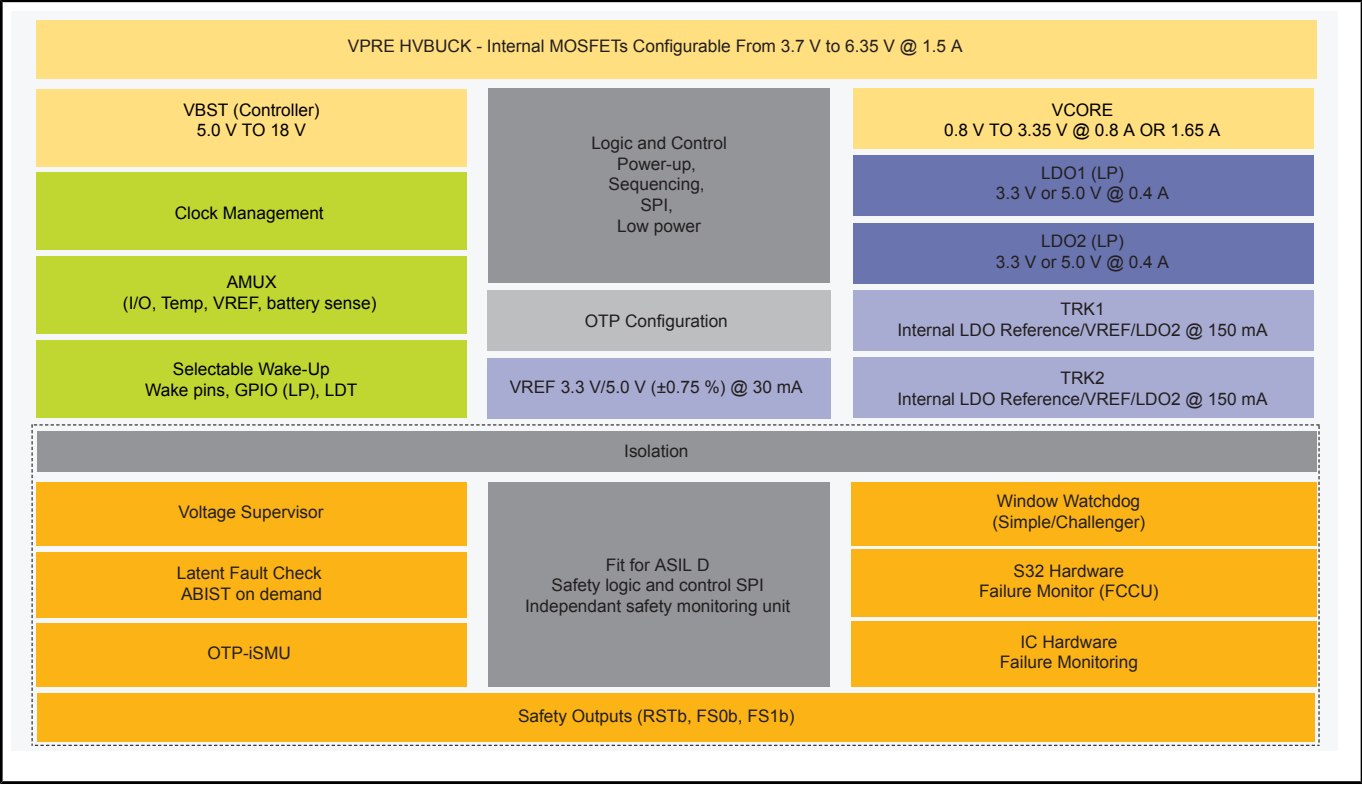 VPRE HVBUCK - Internal MOSFETs Configurable From 3.7 V to 6.35 V @ 1.5 A
VBST (Controller)
5.0 V TO 18 V
Clock Management
AMUX
(I/O, Temp, VREF, battery sense)
Selectable Wake-Up
Wake pins, GPIO (LP), LDT
Logic and Control
Power-up,
Sequencing,
SPI,
Low power
OTP Configuration
VREF 3.3 V/5.0 V (±0.75 %) @ 30 mA
VCORE
0.8 V TO 3.35 V @ 0.8 A OR 1.65 A
LDO1 (LP)
3.3 V or 5.0 V @ 0.4 A
LDO2 (LP)
3.3 V or 5.0 V @ 0.4 A
TRK1
Internal LDO Reference/VREF/LDO2 @ 150 mA
TRK2
Internal LDO Reference/VREF/LDO2 @ 150 mA
Isolation
Voltage Supervisor
Latent Fault Check
ABIST on demand
OTP-iSMU
Fit for ASIL D
Safety logic and control SPI
Independant safety monitoring unit
Window Watchdog
(Simple/Challenger)
S32 Hardware
Failure Monitor (FCCU)
IC Hardware
Failure Monitoring
Safety Outputs (RSTb, FS0b, FS1b)